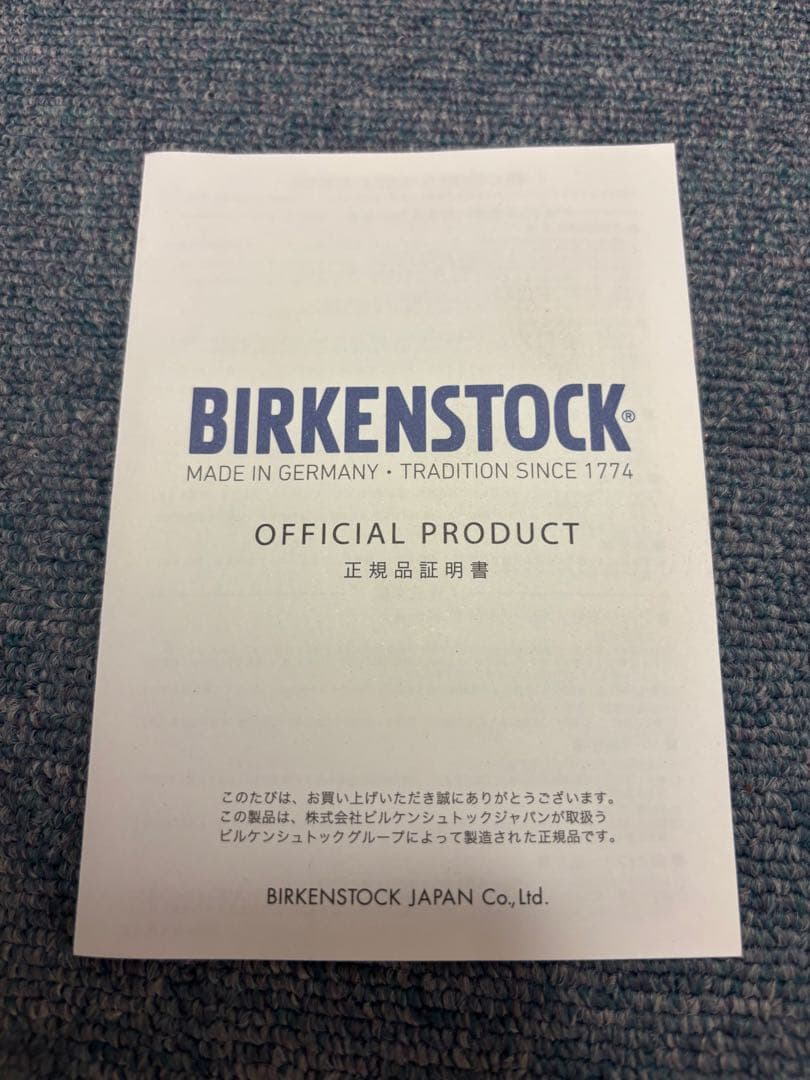 BIRKENSTOCK®
MADE IN GERMANY • TRADITION SINCE 1774
OFFICIAL PRODUCT
正規品証明書
このたびは、お買い上げいただき誠にありがとうございます。
この製品は、株式会社ビルケンシュトックジャパンが取扱う
ビルケンシュトックグループによって製造された正規品です。
BIRKENSTOCK JAPAN Co.,Ltd.